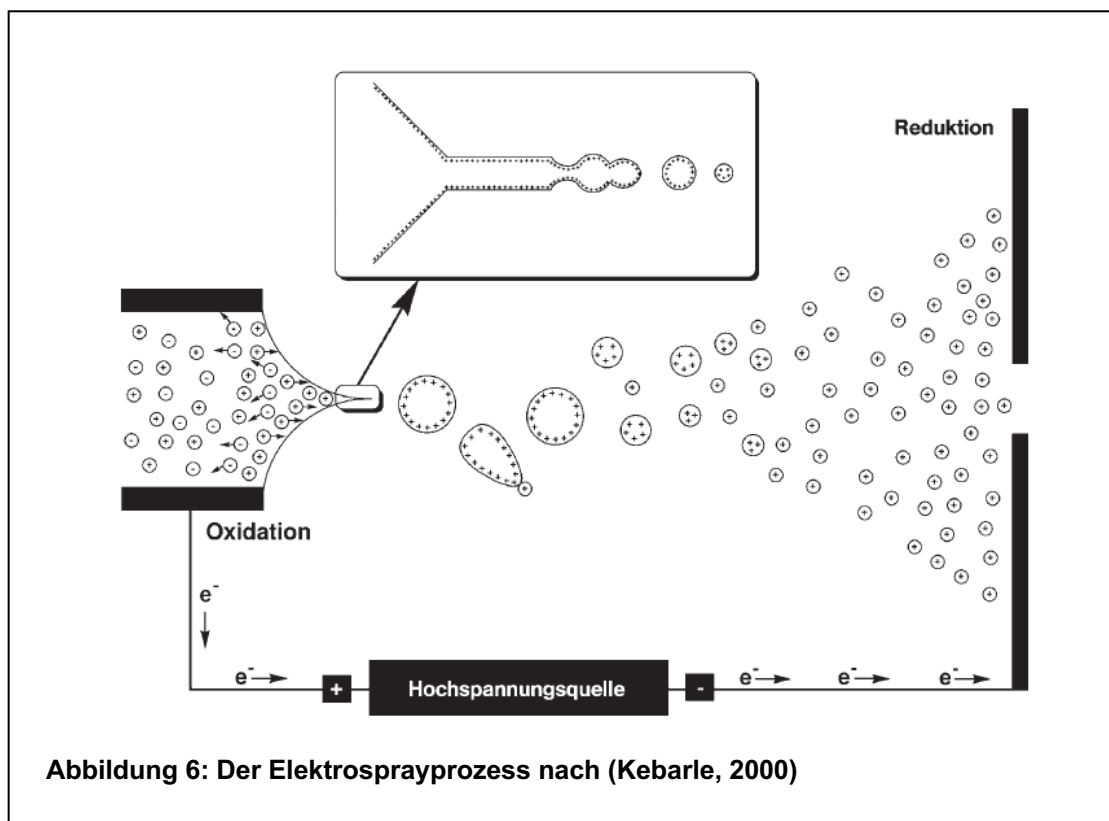 Reduktion
Oxidation
e-
e-
+
Hochspannungsquelle
-
e-
e-
e-
Abbildung 6: Der Elektrosprayprozess nach (Kebarle, 2000)